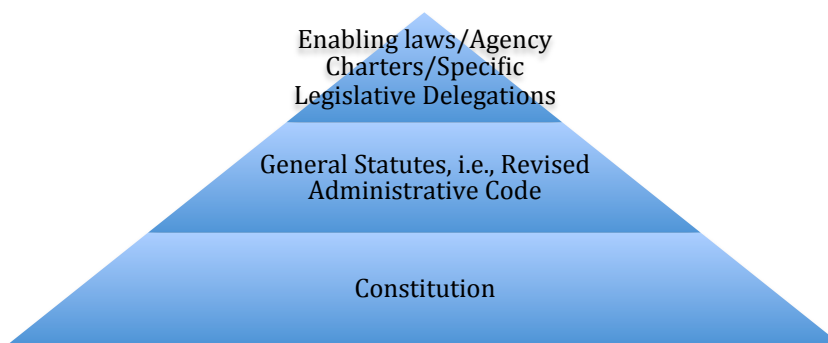 Enabling laws/Agency
Charters/Specific
Legislative Delegations
General Statutes, i.e., Revised
Administrative Code
Constitution